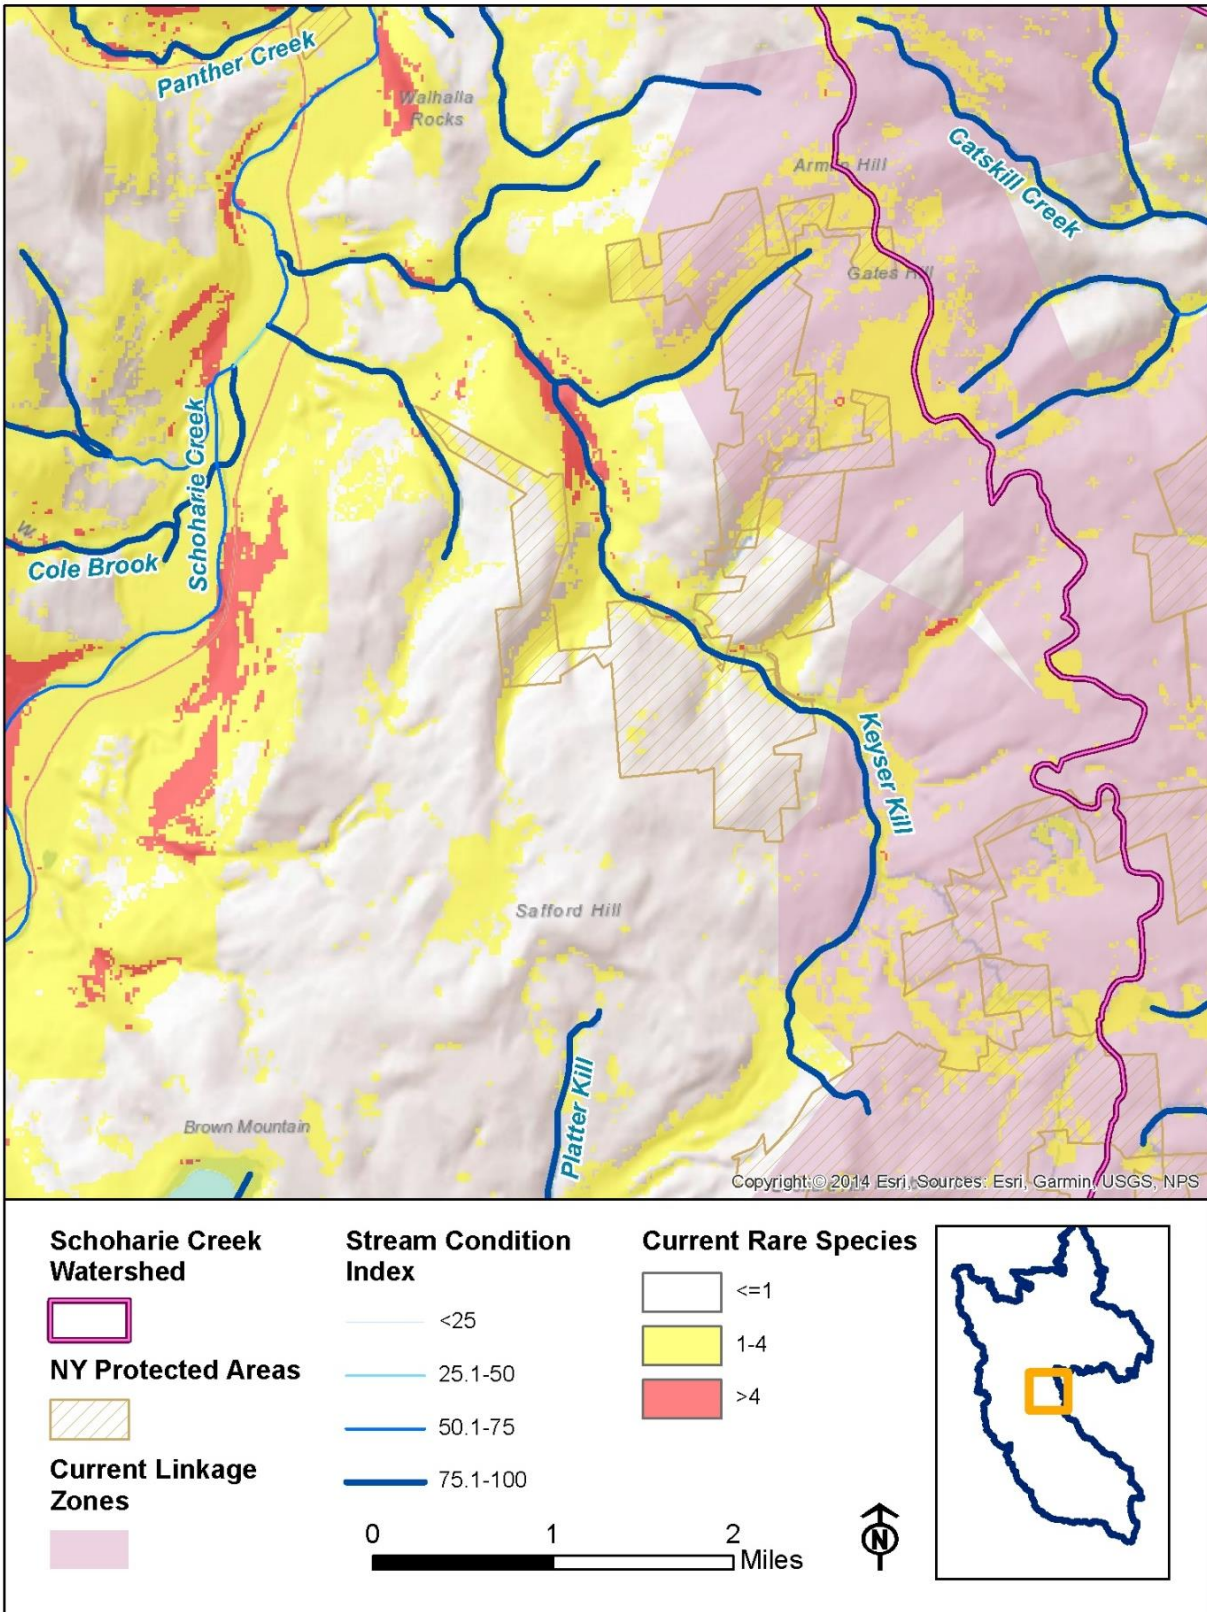 Panther Creek
Walhalla
Rocks
Armlin Hill
Catskill Creek
Gates Hill
Schoharie Creek
W.
Cole Brook
Keyser Kill
Safford Hill
Platter Kill
Brown Mountain
Copyright:© 2014 Esri, Sources: Esri, Garmin, USGS, NPS
Schoharie Creek
Watershed
NY Protected Areas
Current Linkage
Zones
Stream Condition
Index
<25
25.1-50
50.1-75
75.1-100
Current Rare Species
<=1
1-4
>4
0 1 2
Miles
N